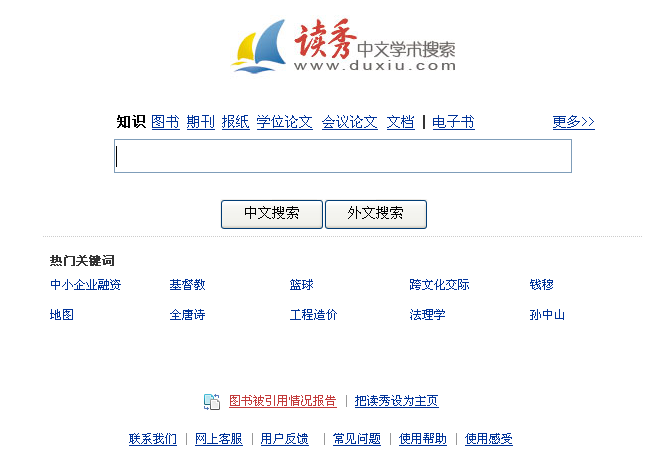 读秀中文学术搜索
www.duxiu.com
知识 图书 期刊 报纸 学位论文 会议论文 文档 | 电子书 更多>>
中文搜索 外文搜索
热门关键词
中小企业融资 基督教 篮球 跨文化交际 钱穆
地图 全唐诗 工程造价 法理学 孙中山
图书被引用情况报告 | 把读秀设为主页
联系我们 | 网上客服 | 用户反馈 | 常见问题 | 使用帮助 | 使用感受